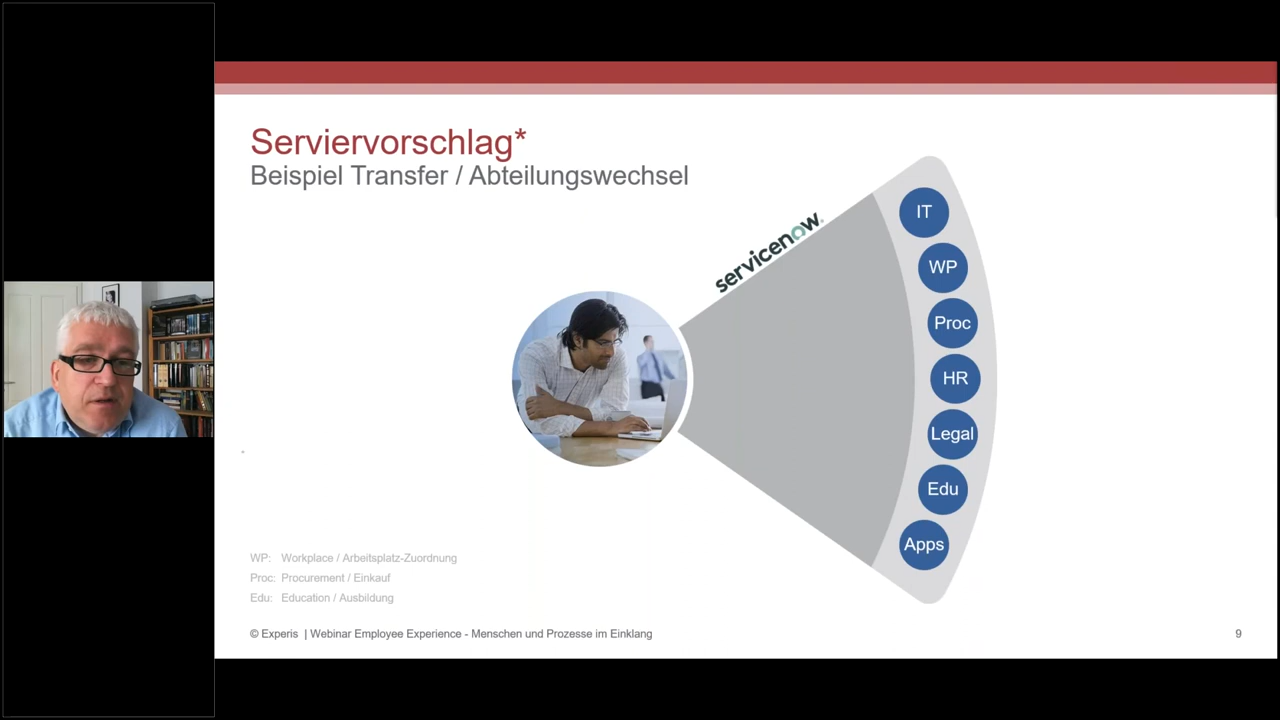 Serviervorschlag*
Beispiel Transfer / Abteilungswechsel
servicenow.
IT
WP
Proc
HR
Legal
Edu
Apps
WP: Workplace / Arbeitsplatz-Zuordnung
Proc: Procurement / Einkauf
Edu: Education / Ausbildung
© Experis | Webinar Employee Experience - Menschen und Prozesse im Einklang
9